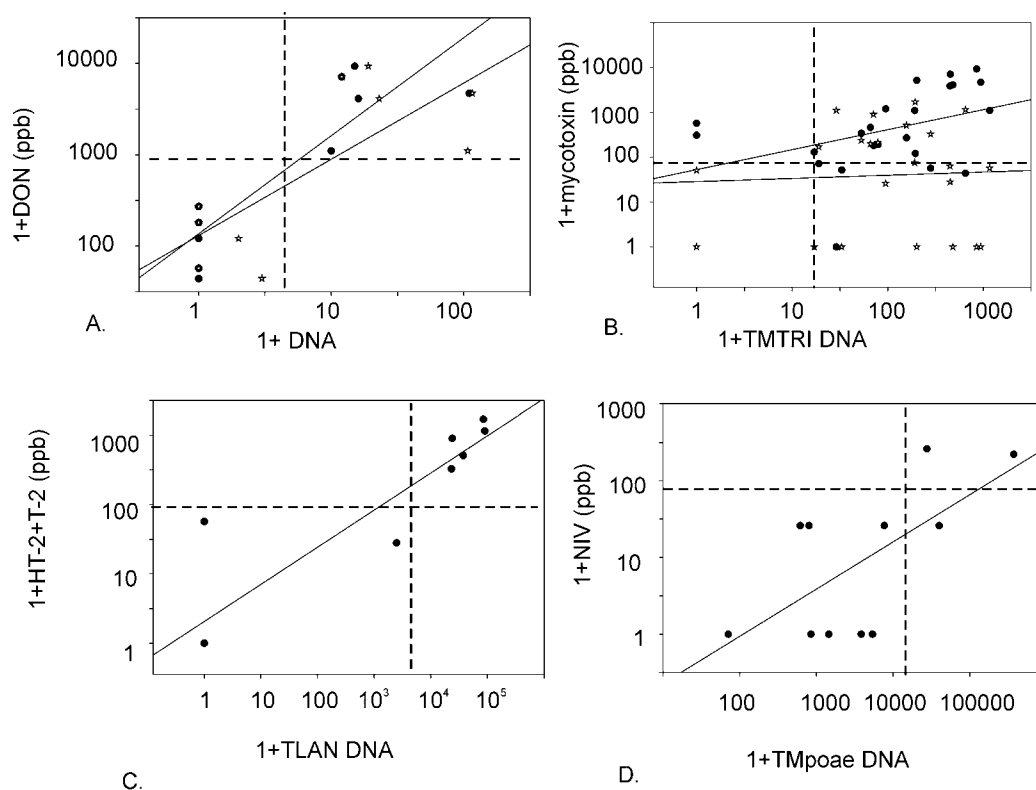 10000
1000
100
1+DON (ppb)
1
10
100
A.
1+ DNA
10000
1000
100
10
1
1+mycotoxin (ppb)
1
10
100
1000
B.
1+TMTRI DNA
1000
100
10
1
1+HT-2+T-2 (ppb)
1
10
100
10³
10⁴
10⁵
1+TLAN DNA
C.
1000
100
10
1
1+NIV (ppb)
100
1000
10000
100000
1+TMpoae DNA
D.